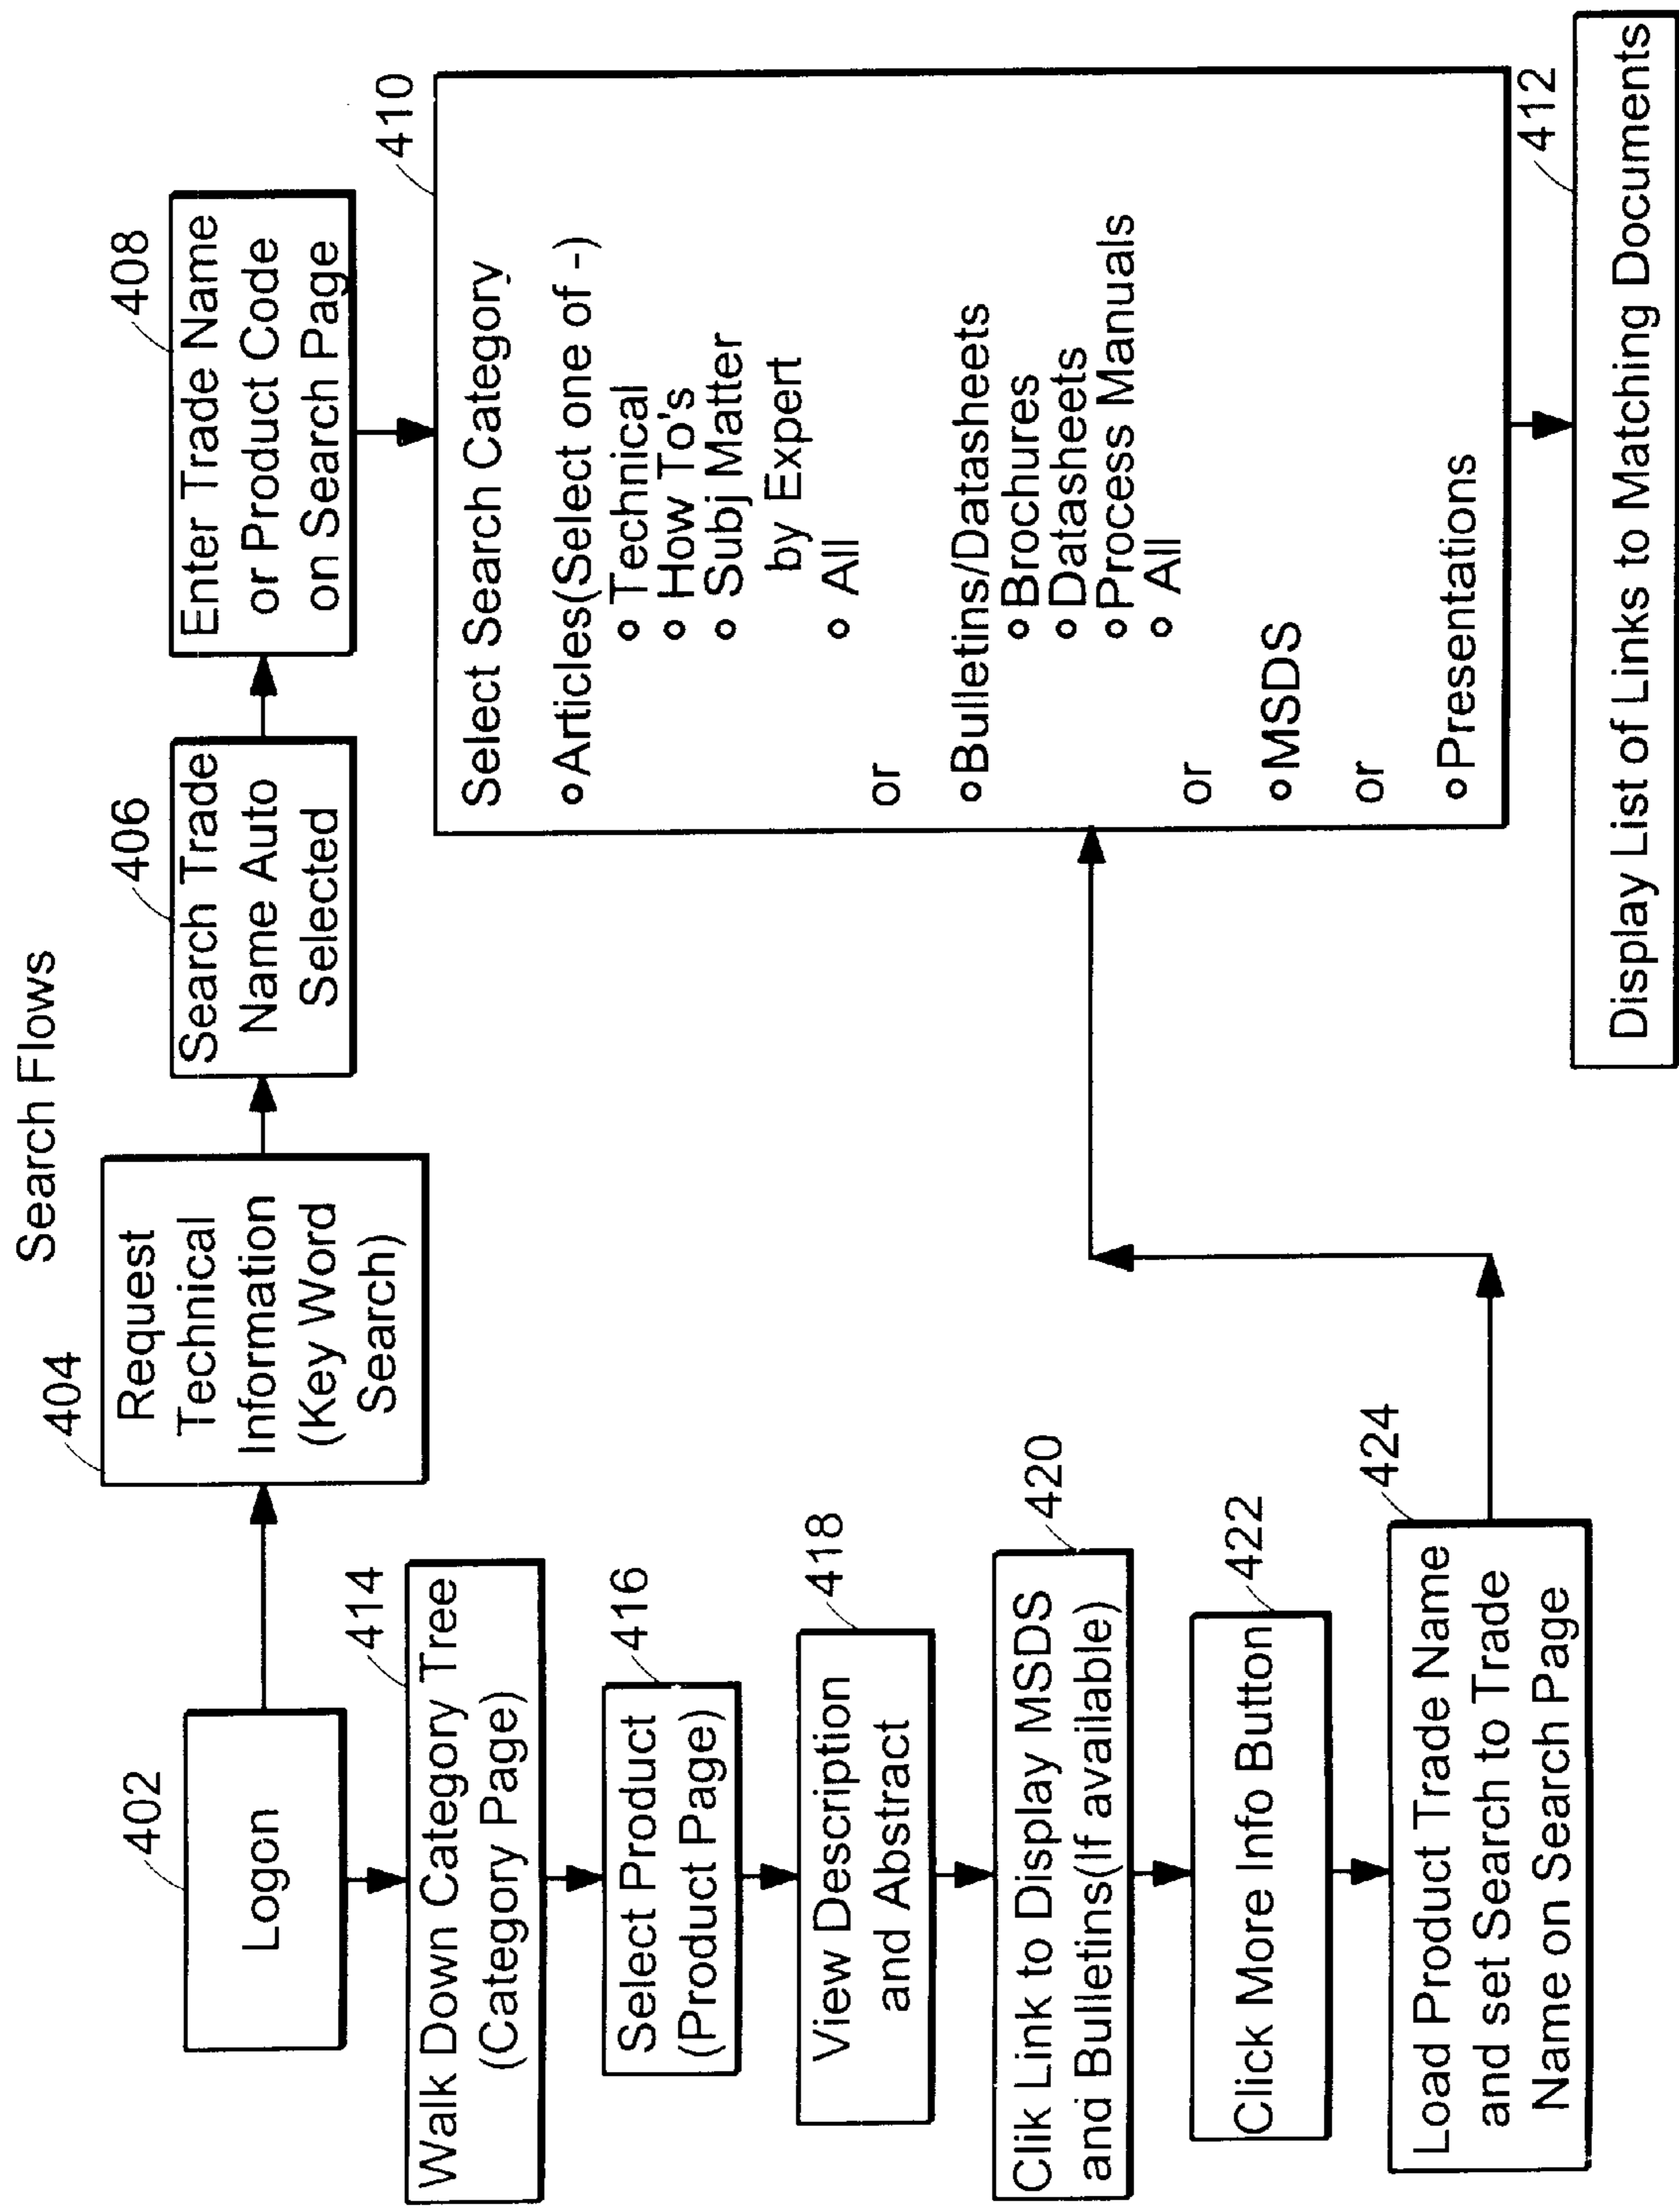 Search Flows
402
Logon
404
Request
Technical
Information
(Key Word
Search)
406
Search Trade
Name Auto
Selected
408
Enter Trade Name
or Product Code
on Search Page
410
Select Search Category
Articles(Select one of -)
Technical
How To's
Subj Matter
by Expert
All
or
Bulletins/Datasheets
Brochures
Datasheets
Process Manuals
All
or
MSDS
or
Presentations
412
Display List of Links to Matching Documents
414
Walk Down Category Tree
(Category Page)
416
Select Product
(Product Page)
418
View Description
and Abstract
420
Clik Link to Display MSDS
and Bulletins(If available)
422
Click More Info Button
424
Load Product Trade Name
and set Search to Trade
Name on Search Page